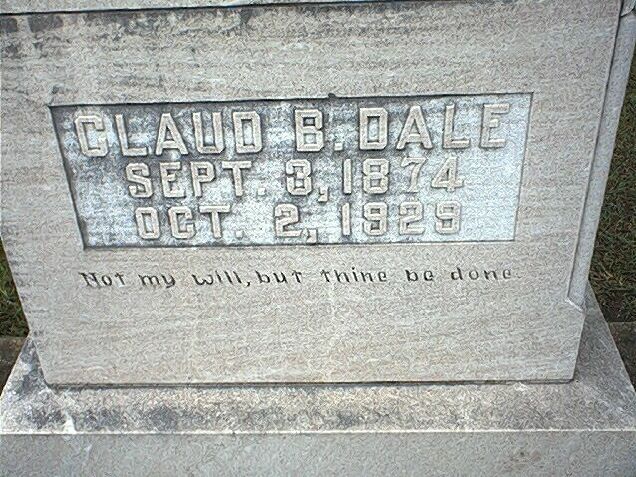 CLAUD B. DALE
SEPT. 3, 1874
OCT. 2, 1929
Not my will, but thine be done